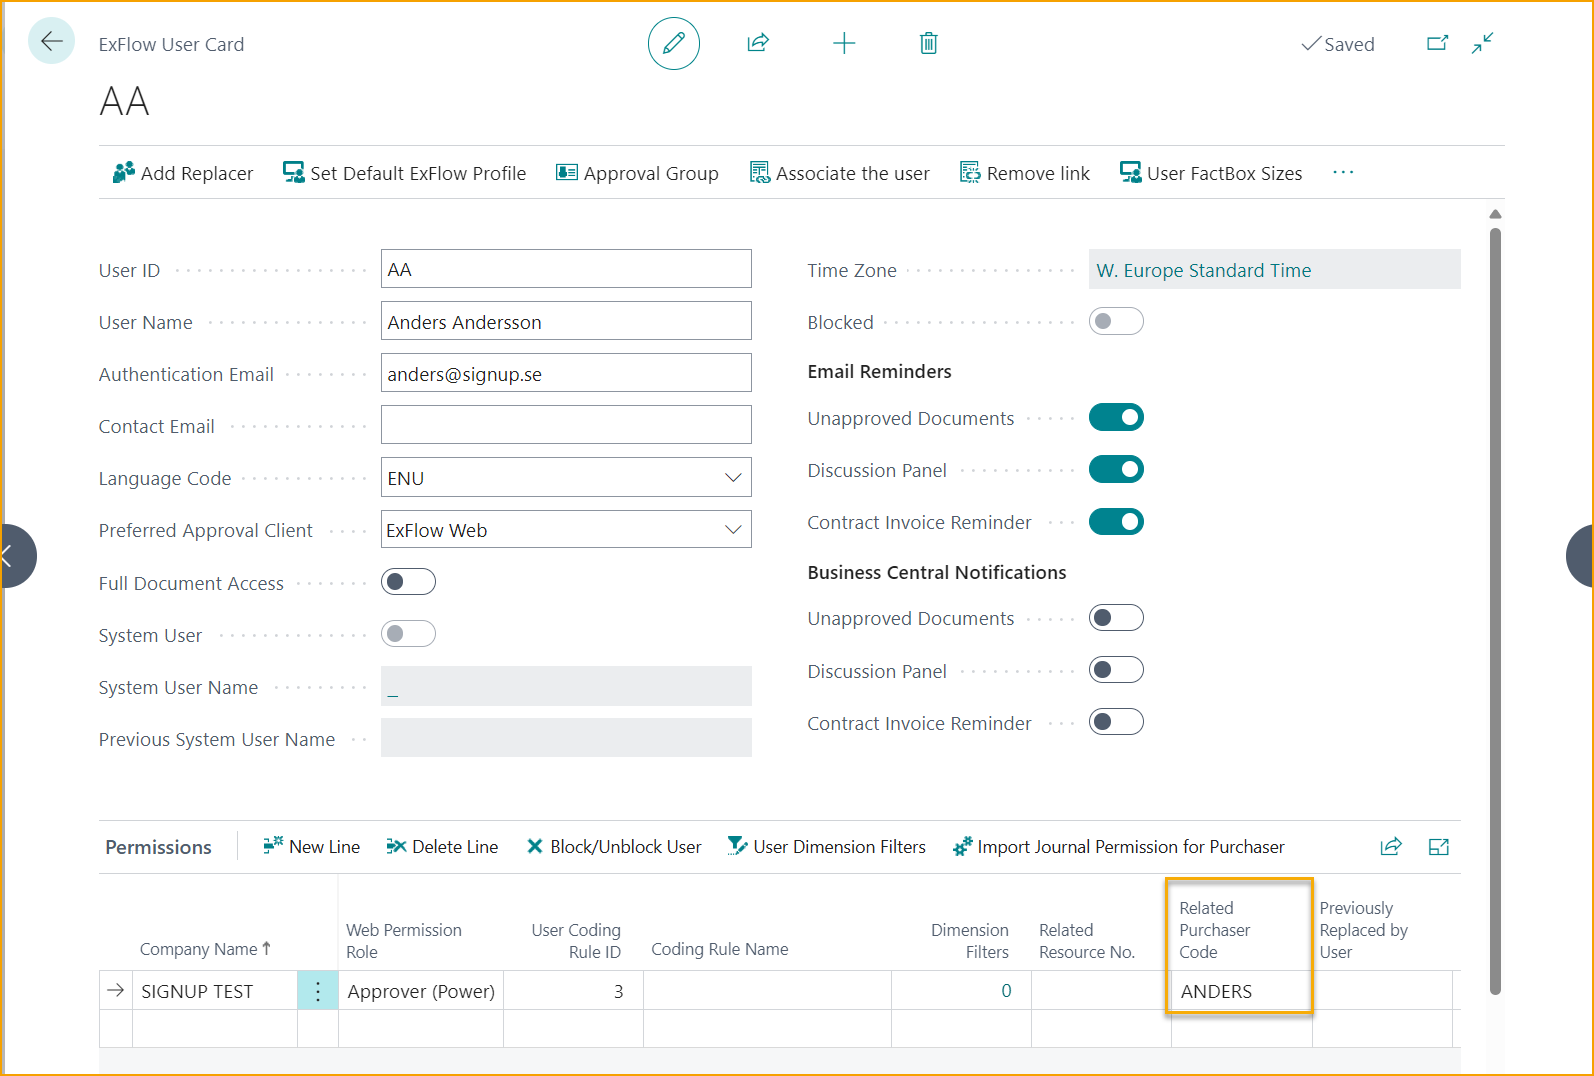 ExFlow User Card
Saved
AA
Add Replacer
Set Default ExFlow Profile
Approval Group
Associate the user
Remove link
User FactBox Sizes
User ID
AA
User Name
Anders Andersson
Authentication Email
anders@signup.se
Contact Email
Language Code
ENU
Preferred Approval Client
ExFlow Web
Full Document Access
System User
System User Name
_
Previous System User Name
Time Zone
W. Europe Standard Time
Blocked
Email Reminders
Unapproved Documents
Discussion Panel
Contract Invoice Reminder
Business Central Notifications
Unapproved Documents
Discussion Panel
Contract Invoice Reminder
Permissions
New Line
Delete Line
Block/Unblock User
User Dimension Filters
Import Journal Permission for Purchaser
Company Name ↑
Web Permission
Role
User Coding
Rule ID
Coding Rule Name
Dimension
Filters
Related
Resource No.
Related
Purchaser
Code
Previously
Replaced by
User
SIGNUP TEST
Approver (Power)
3
0
ANDERS